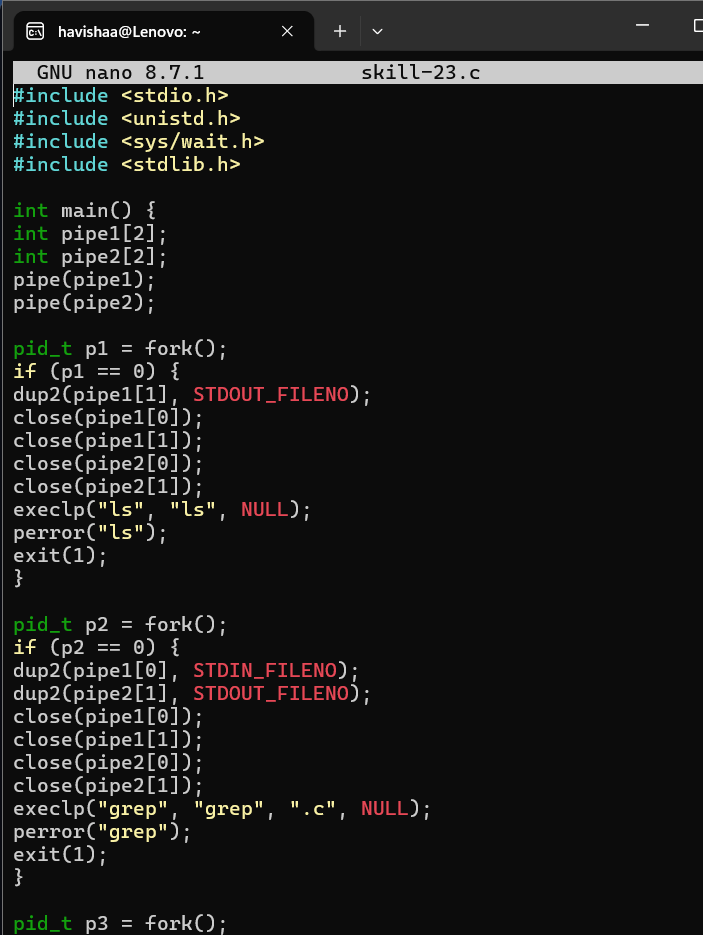 havishaa@Lenovo: ~
GNU nano 8.7.1 skill-23.c
#include <stdio.h>
#include <unistd.h>
#include <sys/wait.h>
#include <stdlib.h>
int main() {
int pipe1[2];
int pipe2[2];
pipe(pipe1);
pipe(pipe2);
pid_t p1 = fork();
if (p1 == 0) {
dup2(pipe1[1], STDOUT_FILENO);
close(pipe1[0]);
close(pipe1[1]);
close(pipe2[0]);
close(pipe2[1]);
execlp("ls", "ls", NULL);
perror("ls");
exit(1);
}
pid_t p2 = fork();
if (p2 == 0) {
dup2(pipe1[0], STDIN_FILENO);
dup2(pipe2[1], STDOUT_FILENO);
close(pipe1[0]);
close(pipe1[1]);
close(pipe2[0]);
close(pipe2[1]);
execlp("grep", "grep", ".c", NULL);
perror("grep");
exit(1);
}
pid_t p3 = fork();